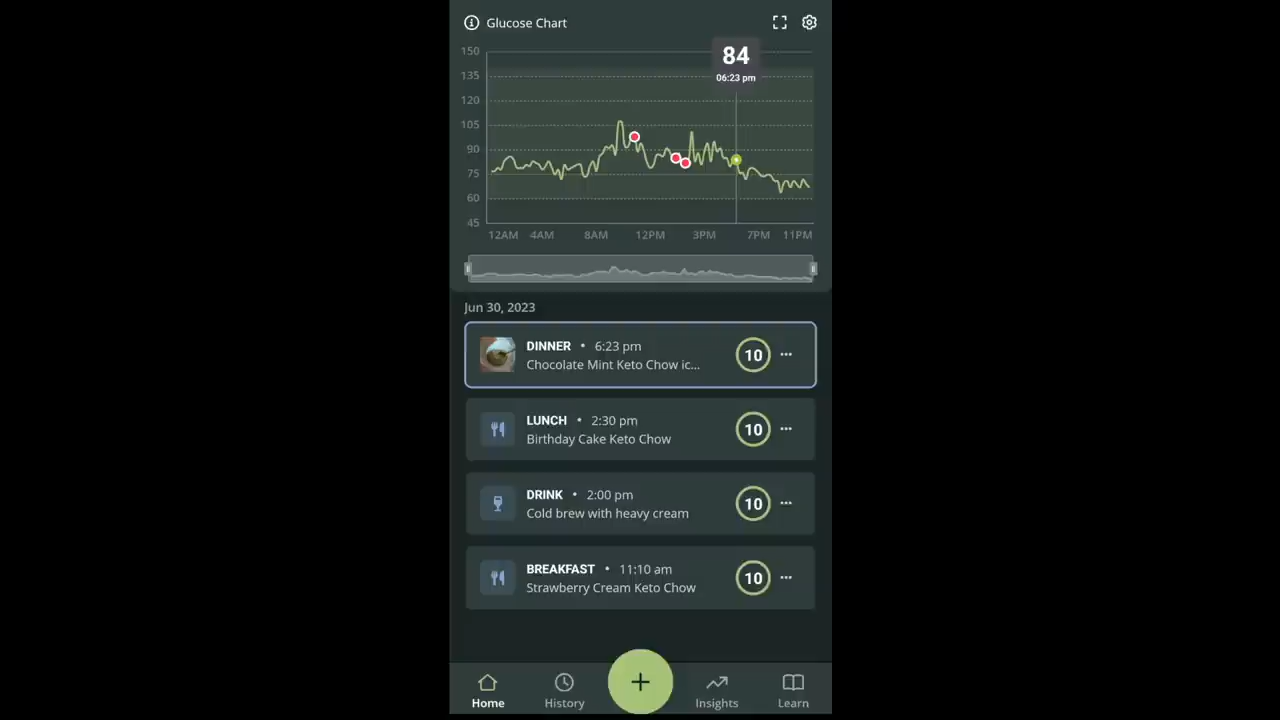 Glucose Chart
84
06:23 pm
150
135
120
105
90
75
60
45
12AM 4AM 8AM 12PM 3PM 7PM 11PM
Jun 30, 2023
DINNER • 6:23 pm
Chocolate Mint Keto Chow ic...
10
LUNCH • 2:30 pm
Birthday Cake Keto Chow
10
DRINK • 2:00 pm
Cold brew with heavy cream
10
BREAKFAST • 11:10 am
Strawberry Cream Keto Chow
10
Home History Insights Learn